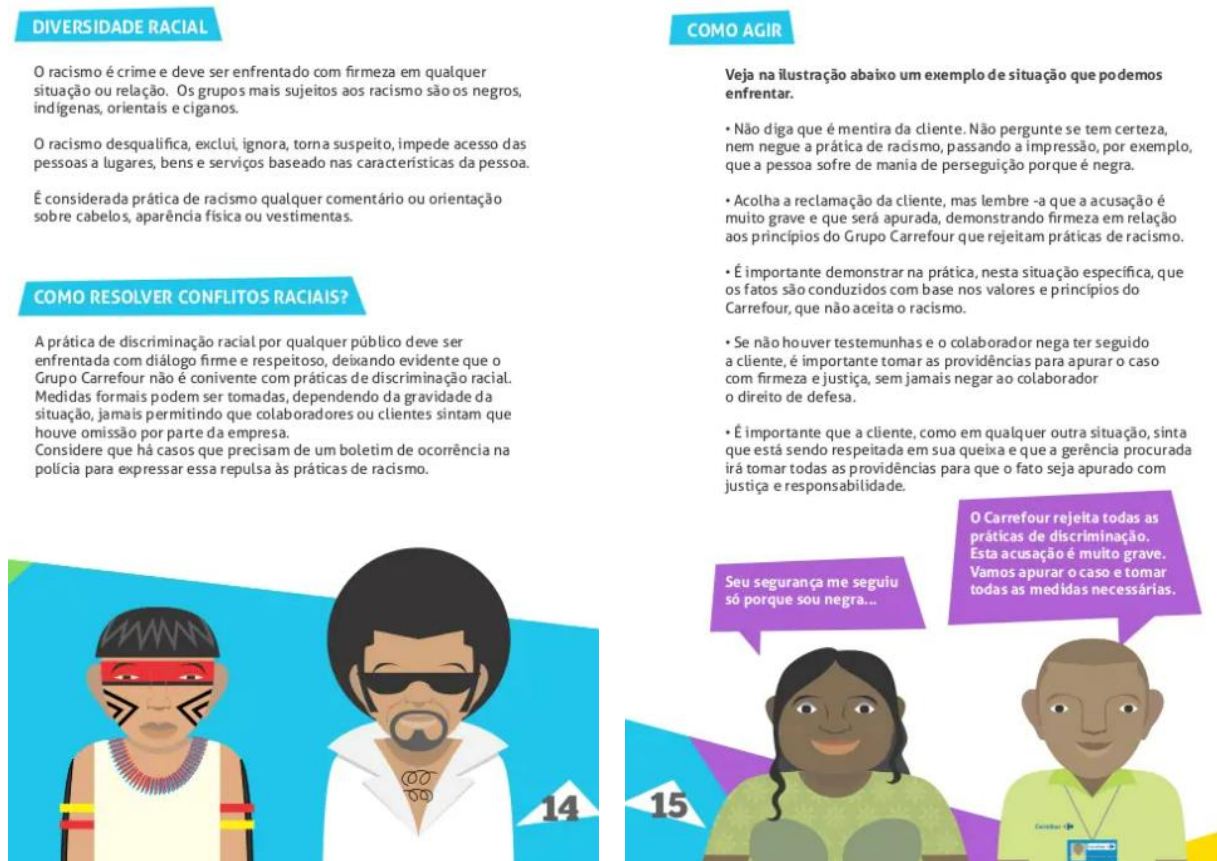 DIVERSIDADE RACIAL
O racismo é crime e deve ser enfrentado com firmeza em qualquer
situação ou relação. Os grupos mais sujeitos aos racismo são os negros,
indígenas, orientais e ciganos.
O racismo desqualifica, exclui, ignora, torna suspeito, impede acesso das
pessoas a lugares, bens e serviços baseado nas características da pessoa.
É considerada prática de racismo qualquer comentário ou orientação
sobre cabelos, aparência física ou vestimentas.
COMO RESOLVER CONFLITOS RACIAIS?
A prática de discriminação racial por qualquer público deve ser
enfrentada com diálogo firme e respeitoso, deixando evidente que o
Grupo Carrefour não é conivente com práticas de discriminação racial.
Medidas formais podem ser tomadas, dependendo da gravidade da
situação, jamais permitindo que colaboradores ou clientes sintam que
houve omissão por parte da empresa.
Considere que há casos que precisam de um boletim de ocorrência na
polícia para expressar essa repulsa às práticas de racismo.
14
COMO AGIR
Veja na ilustração abaixo um exemplo de situação que podemos
enfrentar.
• Não diga que é mentira da cliente. Não pergunte se tem certeza,
nem negue a prática de racismo, passando a impressão, por exemplo,
que a pessoa sofre de mania de perseguição porque é negra.
• Acolha a reclamação da cliente, mas lembre -a que a acusação é
muito grave e que será apurada, demonstrando firmeza em relação
aos princípios do Grupo Carrefour que rejeitam práticas de racismo.
• É importante demonstrar na prática, nesta situação específica, que
os fatos são conduzidos com base nos valores e princípios do
Carrefour, que não aceita o racismo.
• Se não houver testemunhas e o colaborador nega ter seguido
a cliente, é importante tomar as providências para apurar o caso
com firmeza e justiça, sem jamais negar ao colaborador
o direito de defesa.
• É importante que a cliente, como em qualquer outra situação, sinta
que está sendo respeitada em sua queixa e que a gerência procurada
irá tomar todas as providências para que o fato seja apurado com
justiça e responsabilidade.
Seu segurança me seguiu
só porque sou negra...
O Carrefour rejeita todas as
práticas de discriminação.
Esta acusação é muito grave.
Vamos apurar o caso e tomar
todas as medidas necessárias.
Carrefour
15